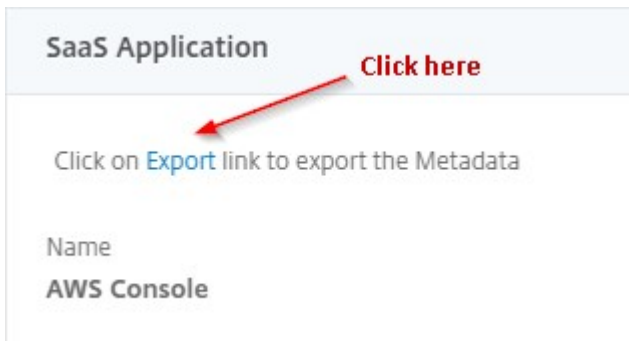 SaaS Application
Click here
Click on Export link to export the Metadata
Name
AWS Console